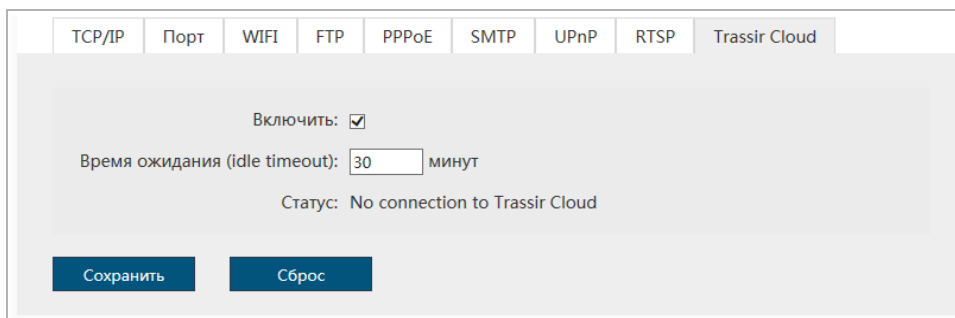 TCP/IP Порт WIFI FTP PPPoE SMTP UPnP RTSP Trassir Cloud
Включить:
Время ожидания (idle timeout): 30 минут
Статус: No connection to Trassir Cloud
Сохранить Сброс